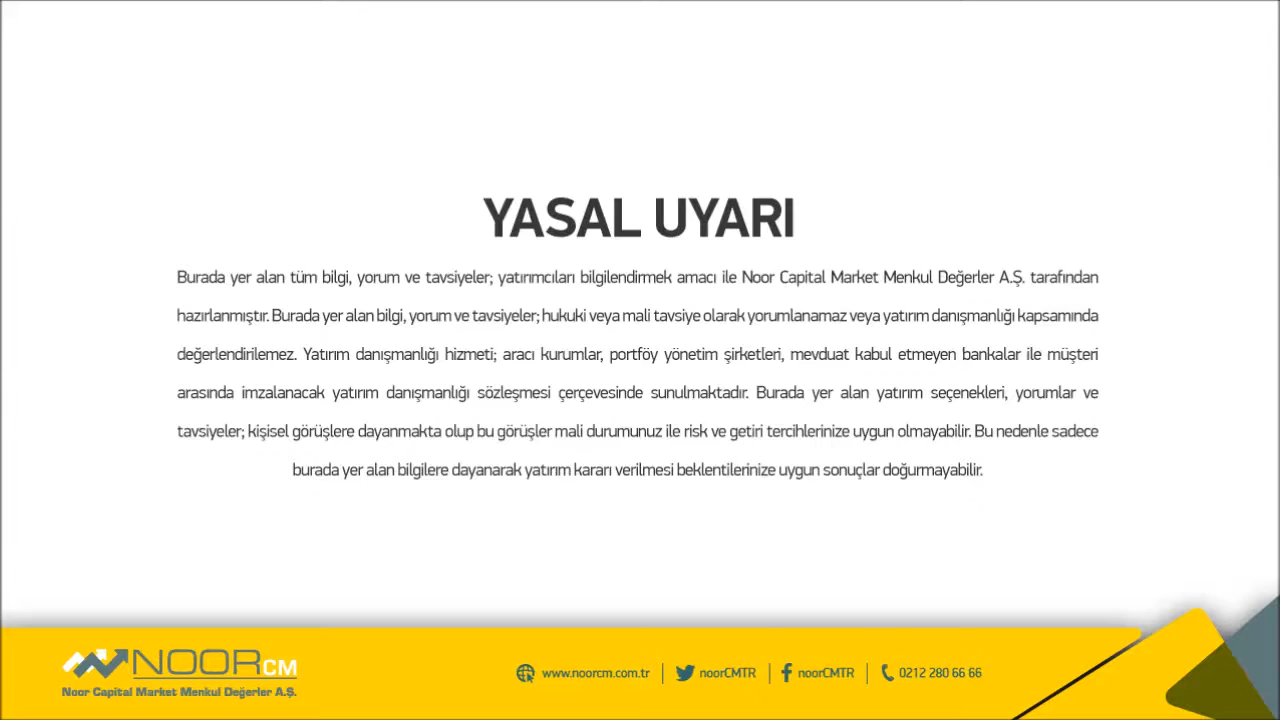 YASAL UYARI
Burada yer alan tüm bilgi, yorum ve tavsiyeler; yatırımcıları bilgilendirmek amacı ile Noor Capital Market Menkul Değerler A.Ş. tarafından
hazırlanmıştır. Burada yer alan bilgi, yorum ve tavsiyeler; hukuki veya mali tavsiye olarak yorumlanamaz veya yatırım danışmanlığı kapsamında
değerlendirilemez. Yatırım danışmanlığı hizmeti; aracı kurumlar, portföy yönetim şirketleri, mevduat kabul etmeyen bankalar ile müşteri
arasında imzalanacak yatırım danışmanlığı sözleşmesi çerçevesinde sunulmaktadır. Burada yer alan yatırım seçenekleri, yorumlar ve
tavsiyeler; kişisel görüşlere dayanmakta olup bu görüşler mali durumunuz ile risk ve getiri tercihlerinize uygun olmayabilir. Bu nedenle sadece
burada yer alan bilgilere dayanarak yatırım kararı verilmesi beklentilerinize uygun sonuçlar doğurmayabilir.
NOORCM
Noor Capital Market Menkul Değerler A.Ş.
www.noorcm.com.tr | noorCMTR | noorCMTR | 0212 280 66 66